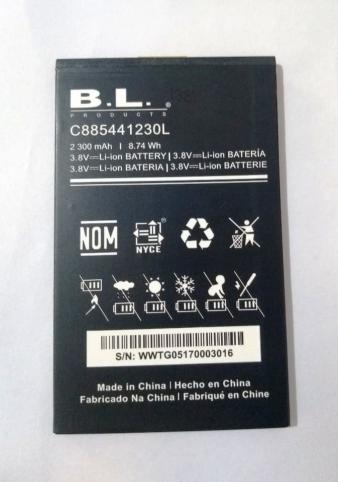 B.L.
PRODUCTS
C885441230L
2 300 mAh | 8.74 Wh
3.8V⎓Li-ion BATTERY | 3.8V⎓Li-ion BATERÍA
3.8V⎓Li-ion BATERIA | 3.8V⎓Li-ion BATTERIE
NOM
NYCE
S/N: WWTG05170003016
Made in China | Hecho en China
Fabricado Na China | Fabriqué en Chine